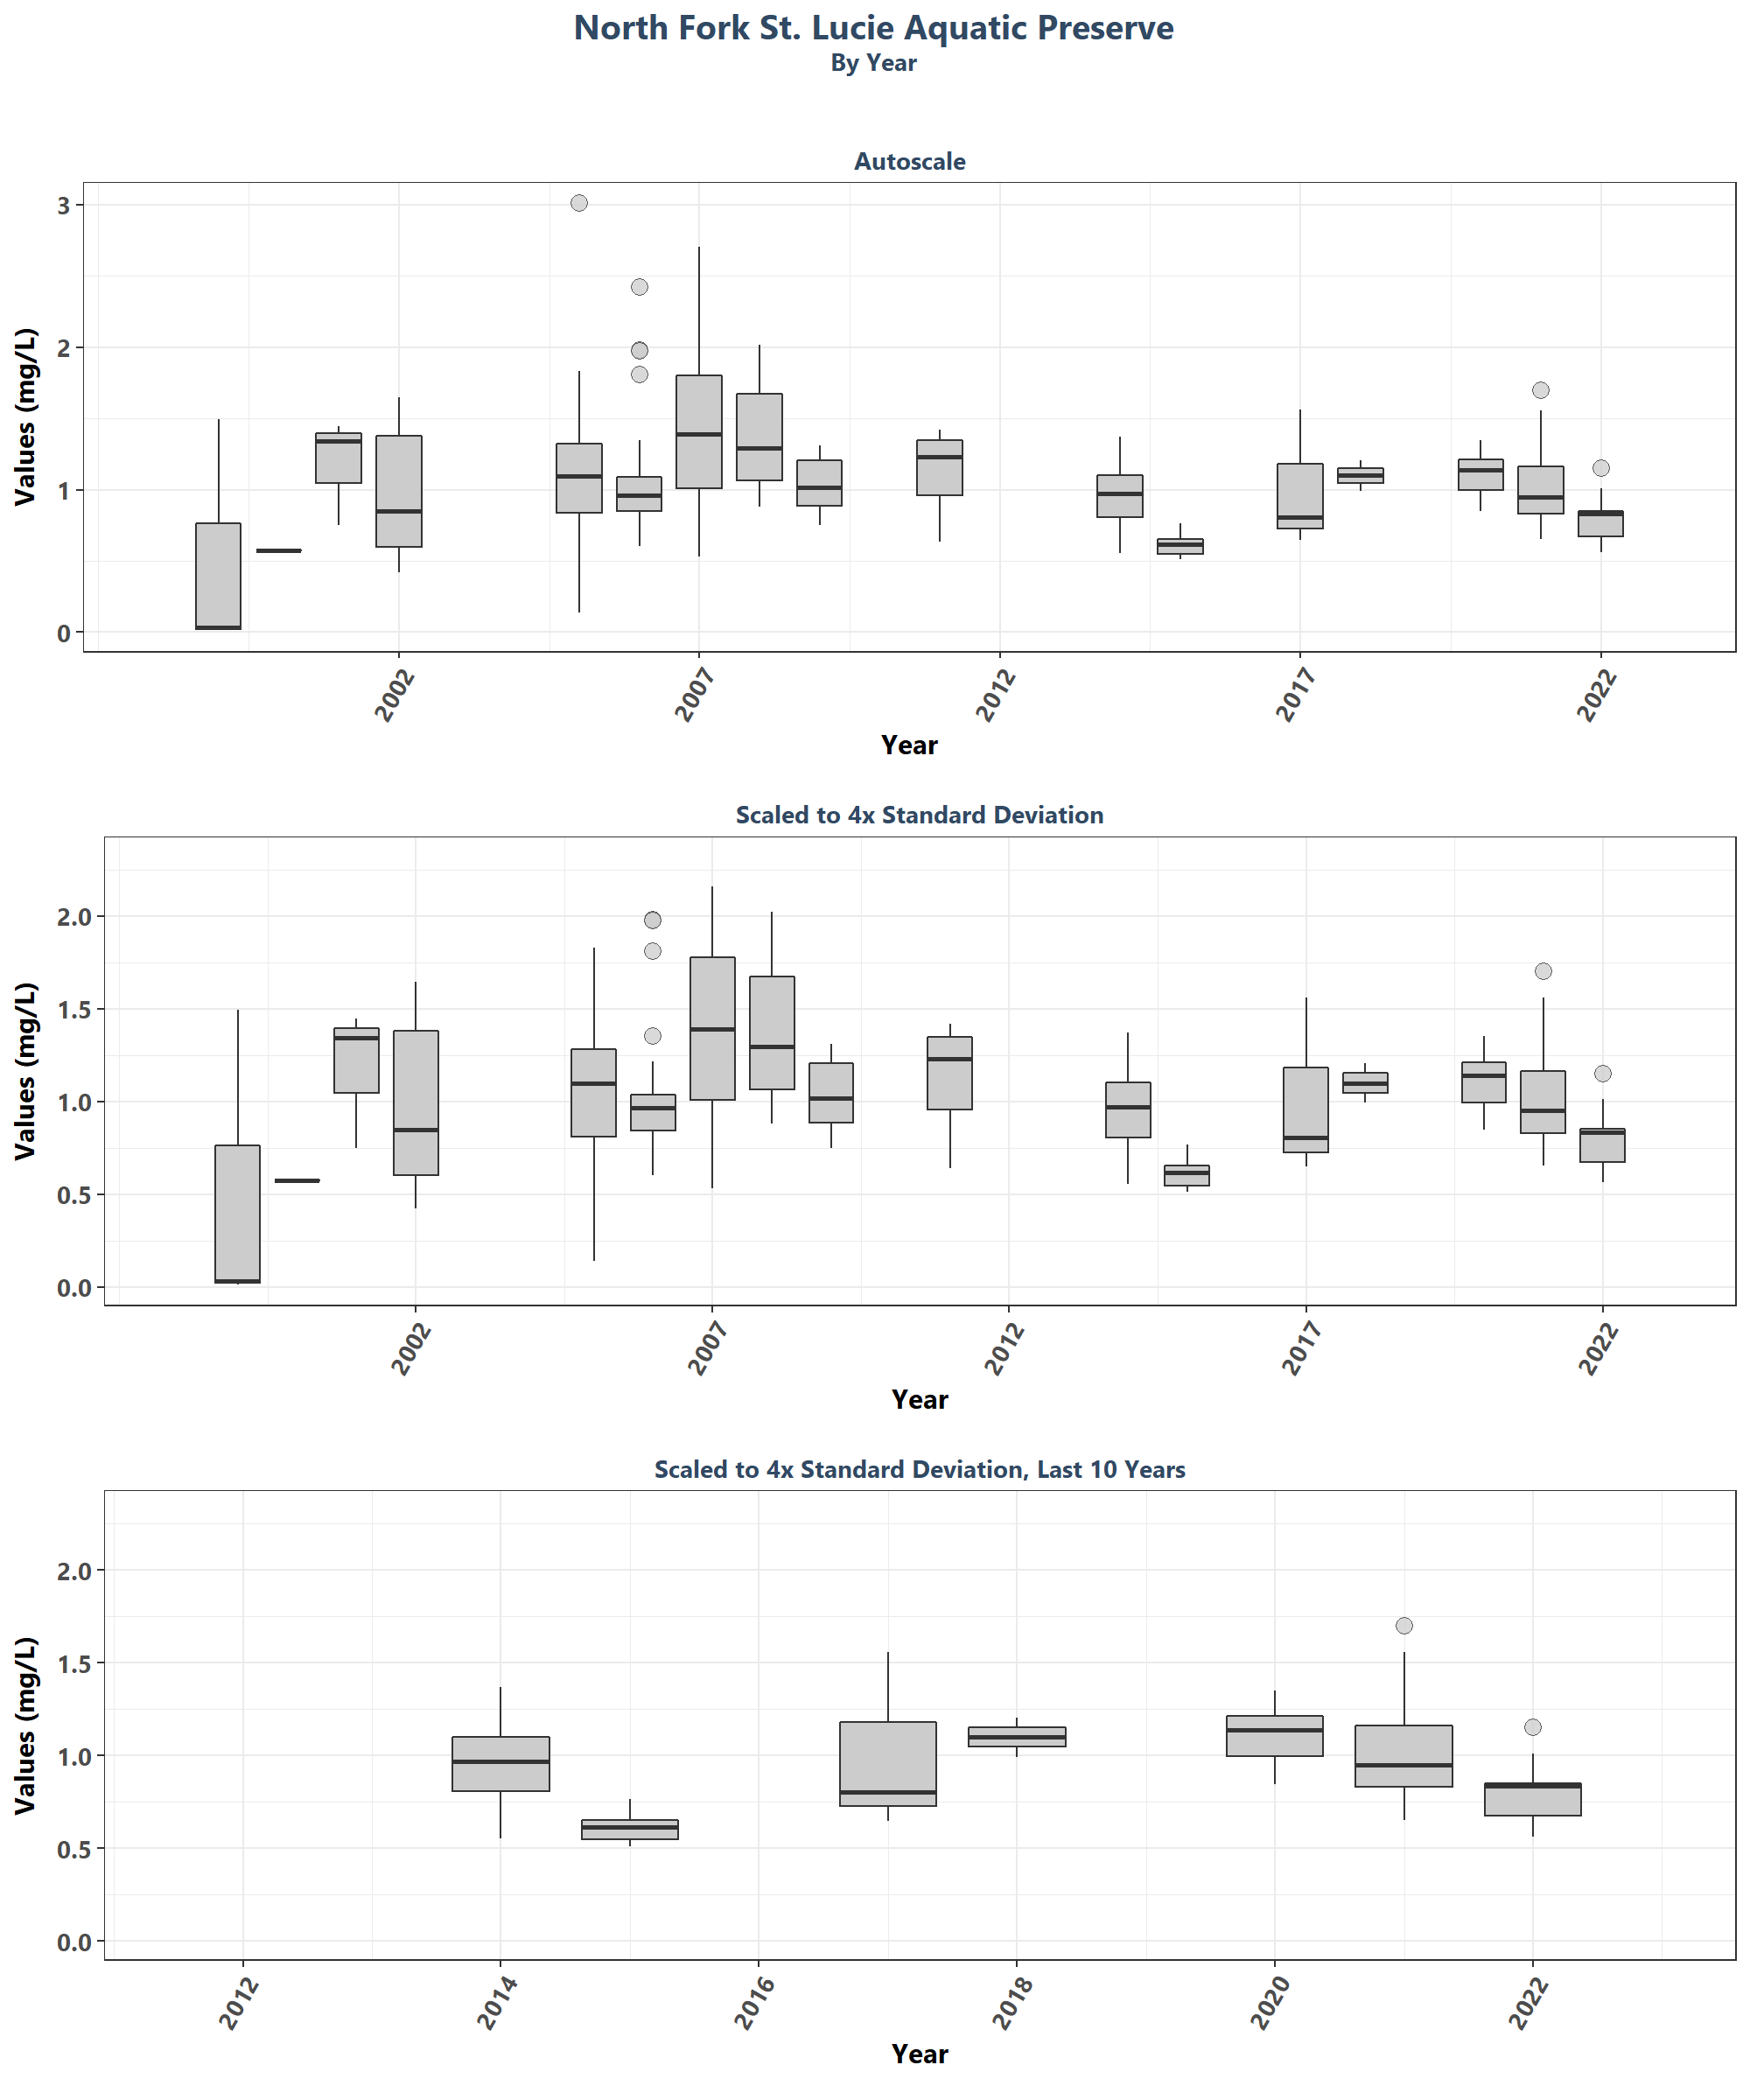 North Fork St. Lucie Aquatic Preserve
By Year
Autoscale
Values (mg/L)
3
2
1
0
2002 2007 2012 2017 2022
Year
Scaled to 4x Standard Deviation
Values (mg/L)
2.0
1.5
1.0
0.5
0.0
2002 2007 2012 2017 2022
Year
Scaled to 4x Standard Deviation, Last 10 Years
Values (mg/L)
2.0
1.5
1.0
0.5
0.0
2012 2014 2016 2018 2020 2022
Year